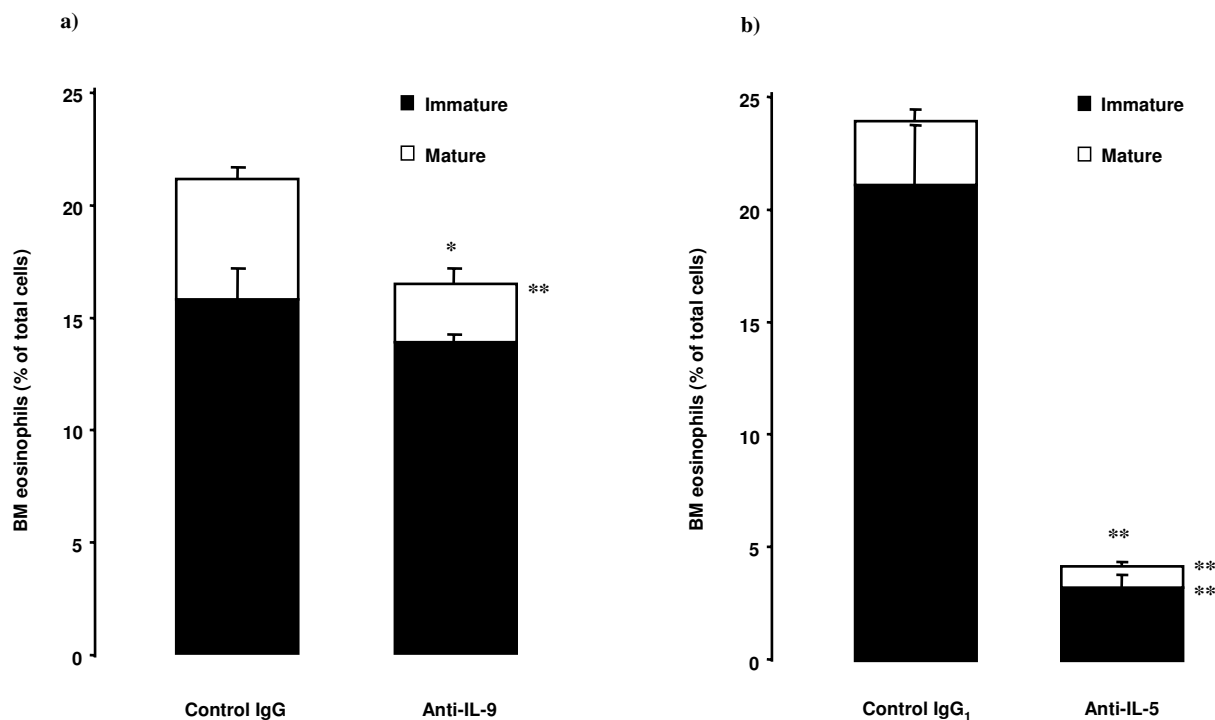 a)
25
20
15
10
5
0
BM eosinophils (% of total cells)
Immature
Mature
*
**
Control IgG
Anti-IL-9
b)
25
20
15
10
5
0
BM eosinophils (% of total cells)
Immature
Mature
**
**
**
Control IgG₁
Anti-IL-5